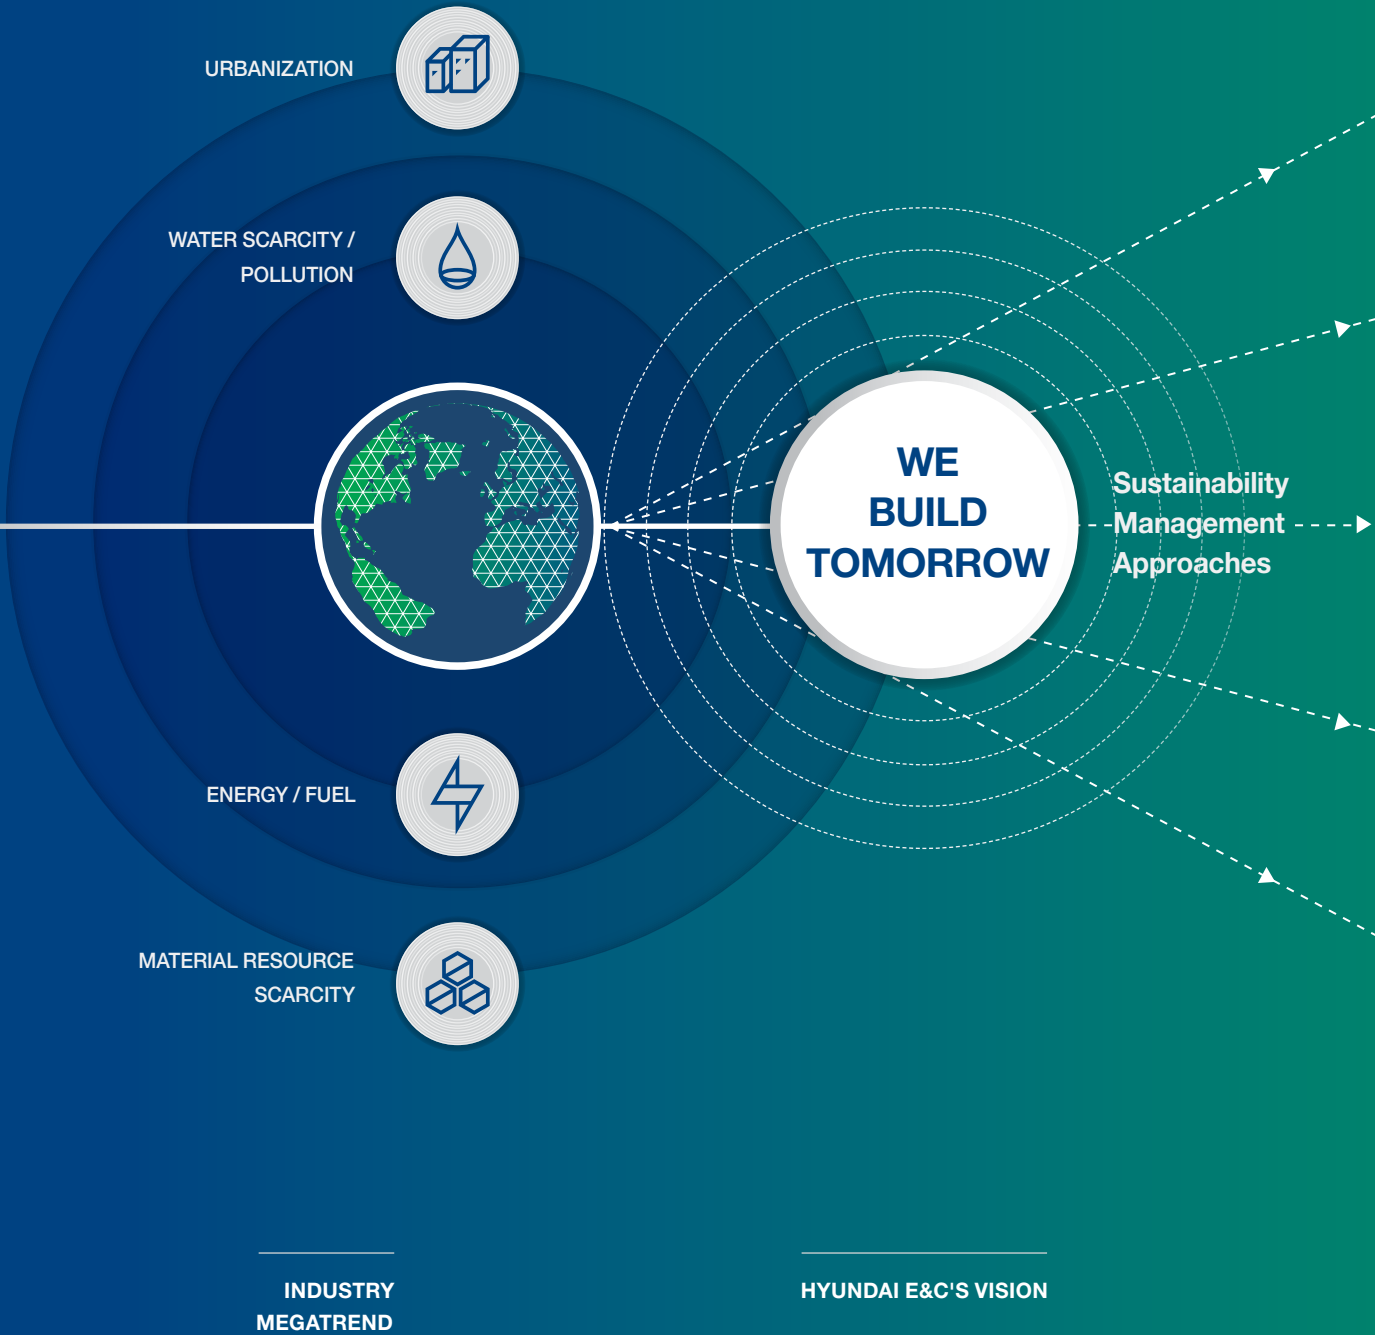 URBANIZATION
WATER SCARCITY /
POLLUTION
ENERGY / FUEL
MATERIAL RESOURCE
SCARCITY
WE
BUILD
TOMORROW
Sustainability
Management
Approaches
INDUSTRY
MEGATREND
HYUNDAI E&C'S VISION